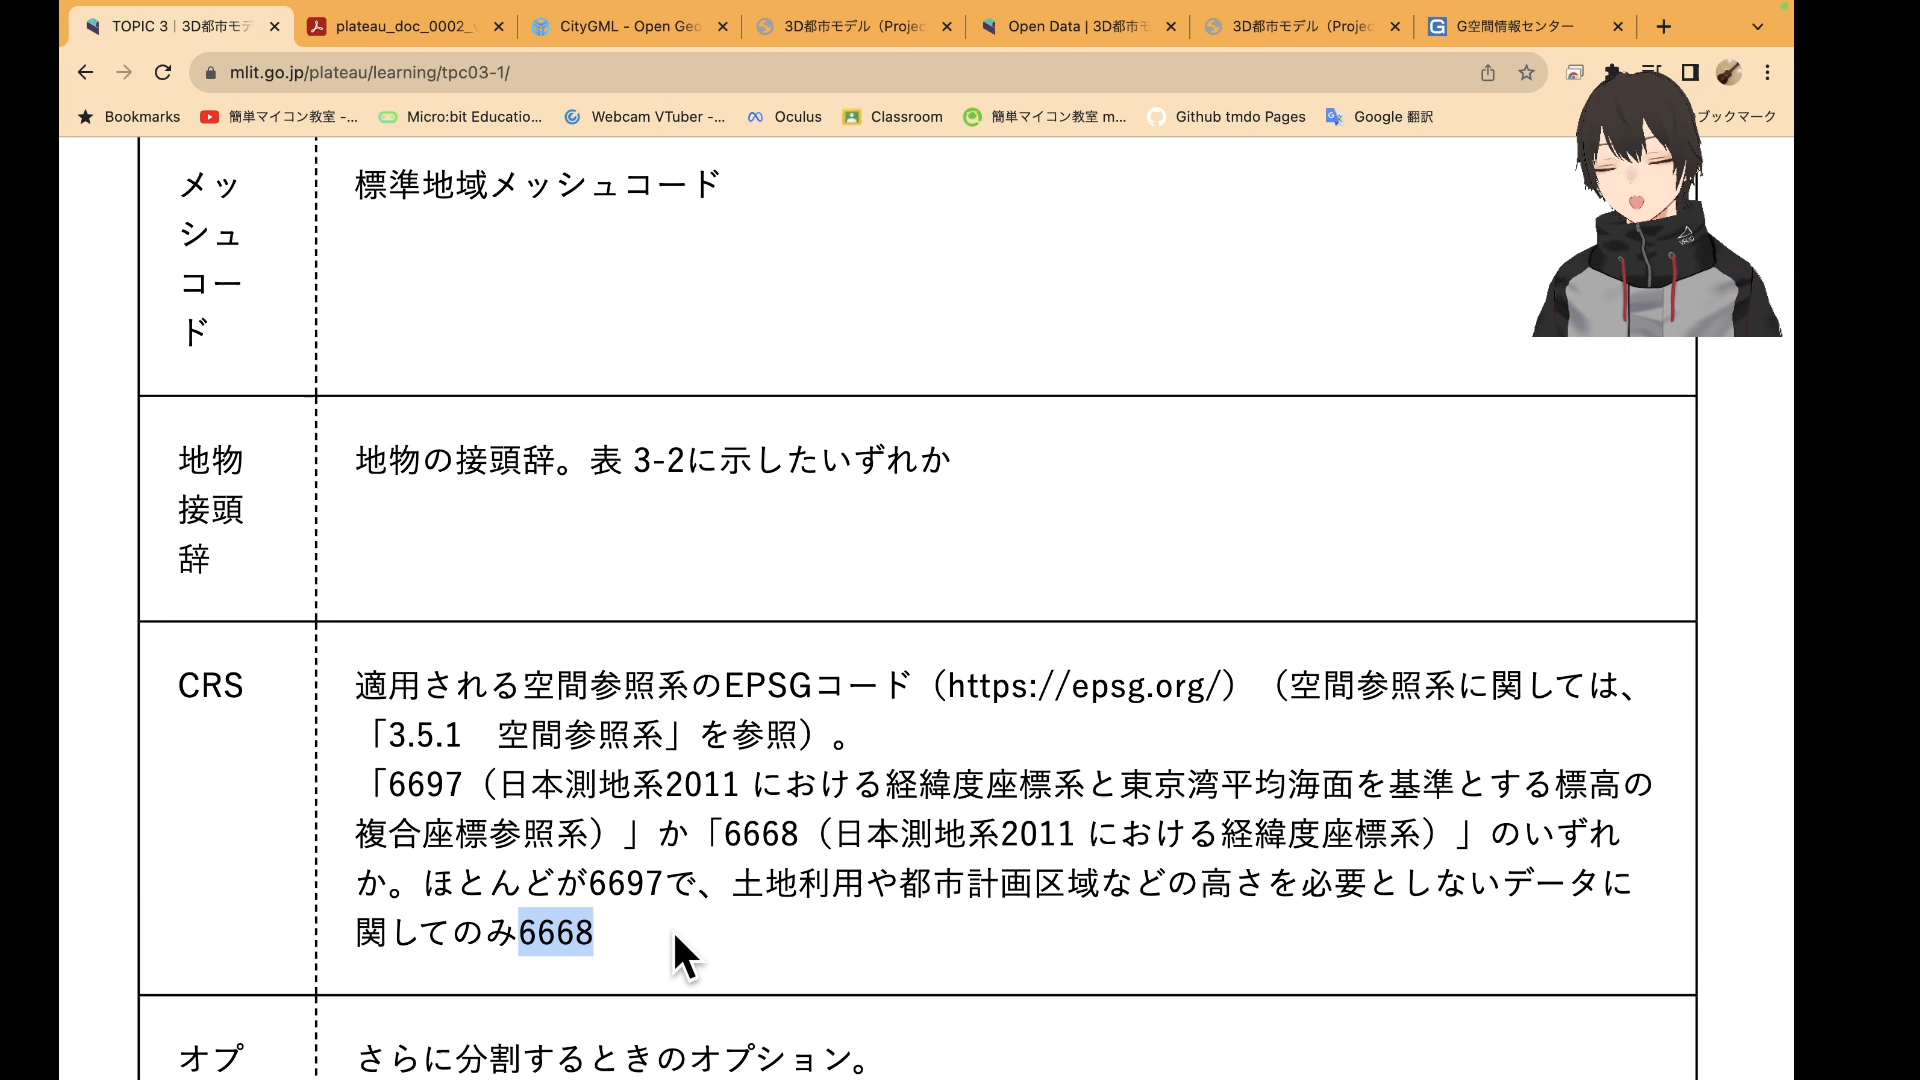 TOPIC 3 | 3D都市モデ
plateau_doc_0002_
CityGML - Open Geo
3D都市モデル（Projec
Open Data | 3D都市モ
3D都市モデル（Projec
G空間情報センター
mlit.go.jp/plateau/learning/tpc03-1/
Bookmarks
簡単マイコン教室 -...
Micro:bit Educatio...
Webcam VTuber -...
Oculus
Classroom
簡単マイコン教室 m...
Github tmdo Pages
Google 翻訳
ブックマーク
メッシュコード
標準地域メッシュコード
地物接頭辞
地物の接頭辞。表 3-2に示したいずれか
CRS
適用される空間参照系のEPSGコード（https://epsg.org/）（空間参照系に関しては、
「3.5.1　空間参照系」を参照）。
「6697（日本測地系2011 における経緯度座標系と東京湾平均海面を基準とする標高の
複合座標参照系）」か「6668（日本測地系2011 における経緯度座標系）」のいずれ
か。ほとんどが6697で、土地利用や都市計画区域などの高さを必要としないデータに
関してのみ6668
オプ
さらに分割するときのオプション。